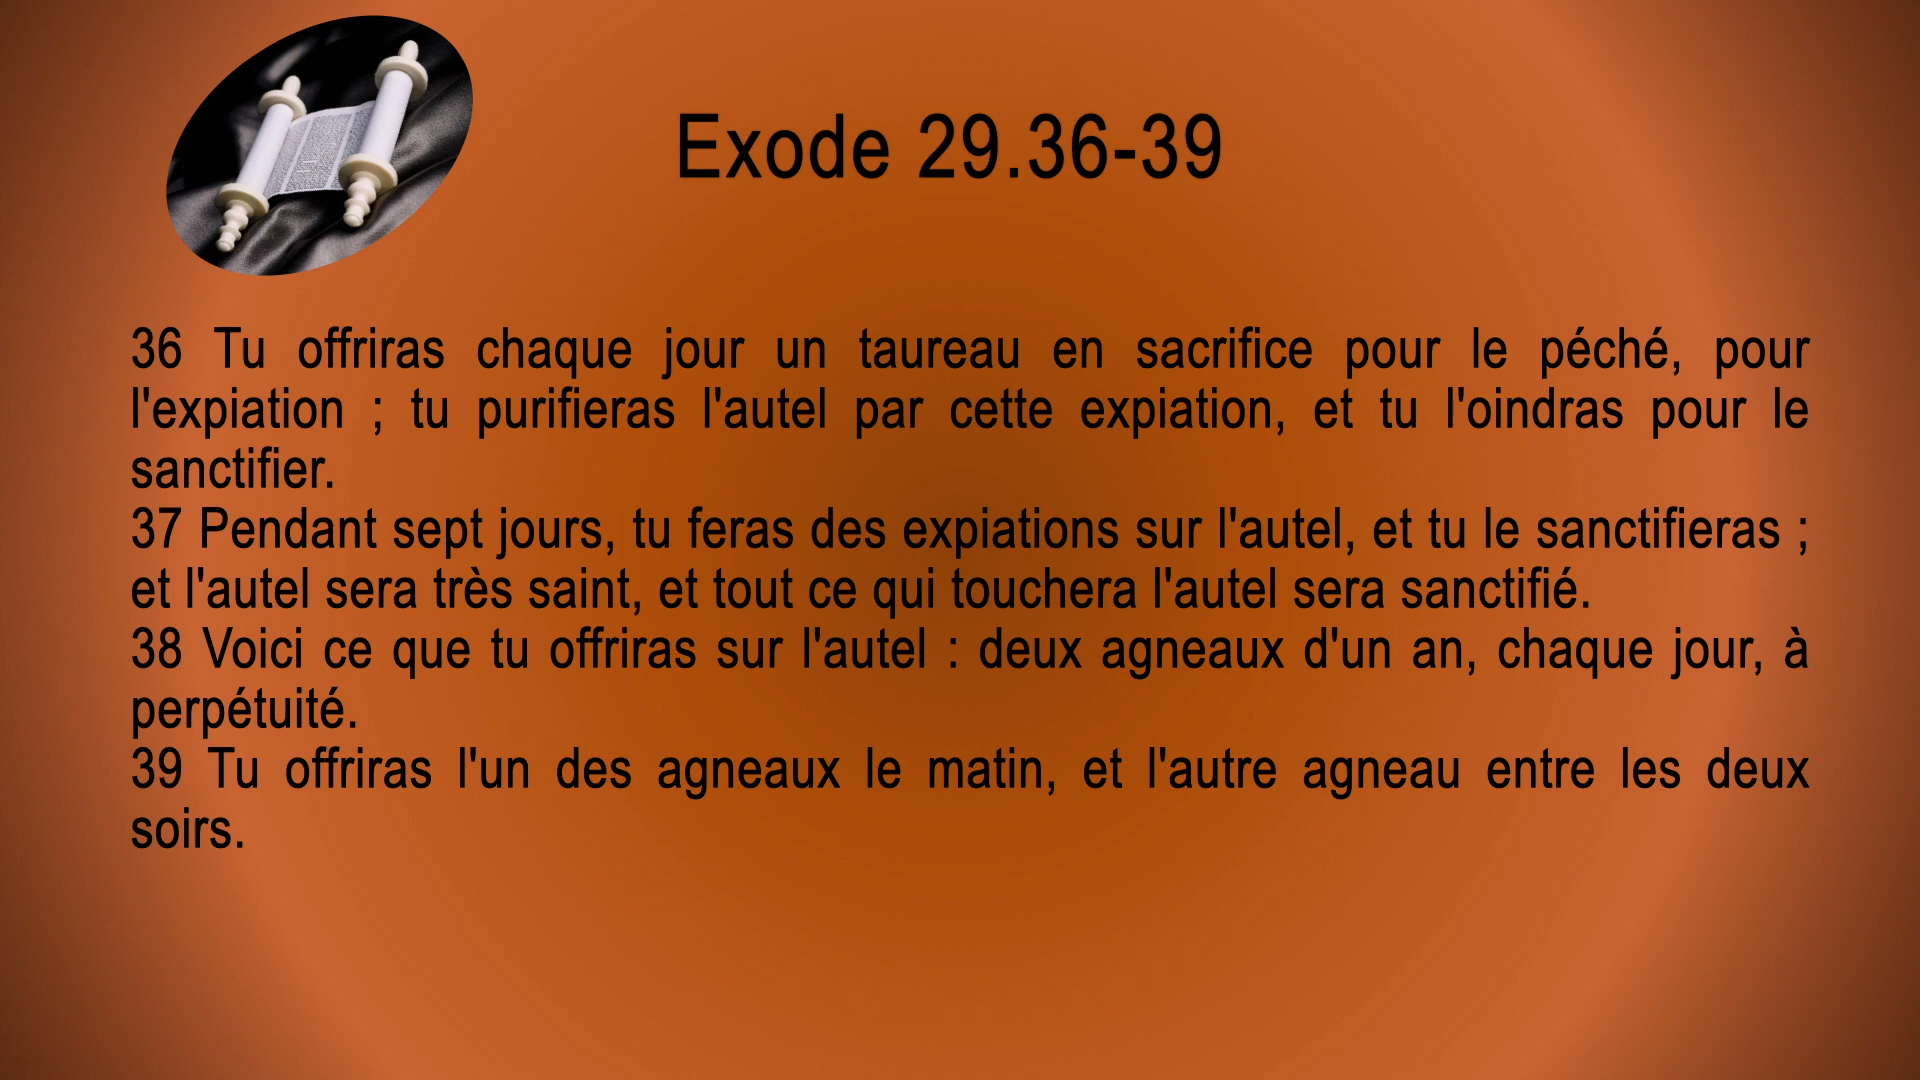 Exode 29.36-39
36 Tu offriras chaque jour un taureau en sacrifice pour le péché, pour
l'expiation ; tu purifieras l'autel par cette expiation, et tu l'oindras pour le
sanctifier.
37 Pendant sept jours, tu feras des expiations sur l'autel, et tu le sanctifieras ;
et l'autel sera très saint, et tout ce qui touchera l'autel sera sanctifié.
38 Voici ce que tu offriras sur l'autel : deux agneaux d'un an, chaque jour, à
perpétuité.
39 Tu offriras l'un des agneaux le matin, et l'autre agneau entre les deux
soirs.